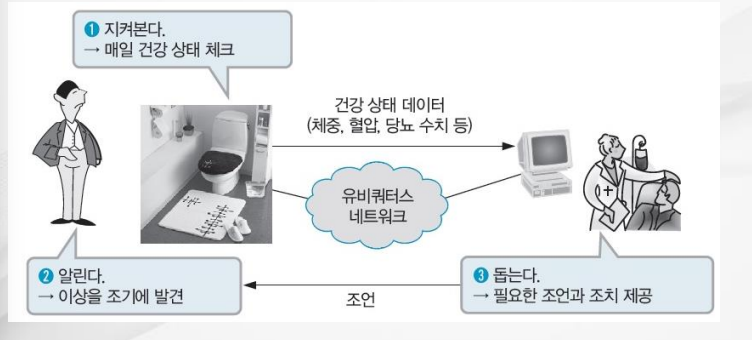 ❶ 지켜본다.
→ 매일 건강 상태 체크
건강 상태 데이터
(체중, 혈압, 당뇨 수치 등)
유비쿼터스
네트워크
❷ 알린다.
→ 이상을 조기에 발견
조언
❸ 돕는다.
→ 필요한 조언과 조치 제공